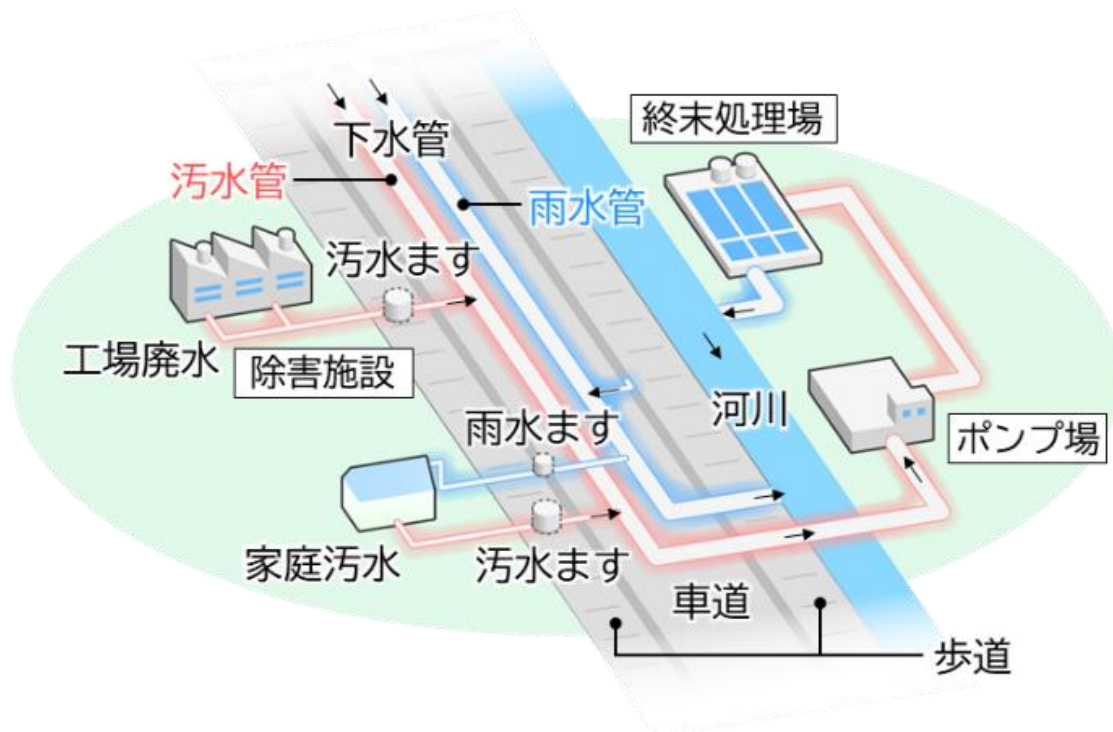 下水管
終末処理場
汚水管
雨水管
汚水ます
工場廃水
除害施設
河川
雨水ます
ポンプ場
家庭汚水
汚水ます
車道
歩道